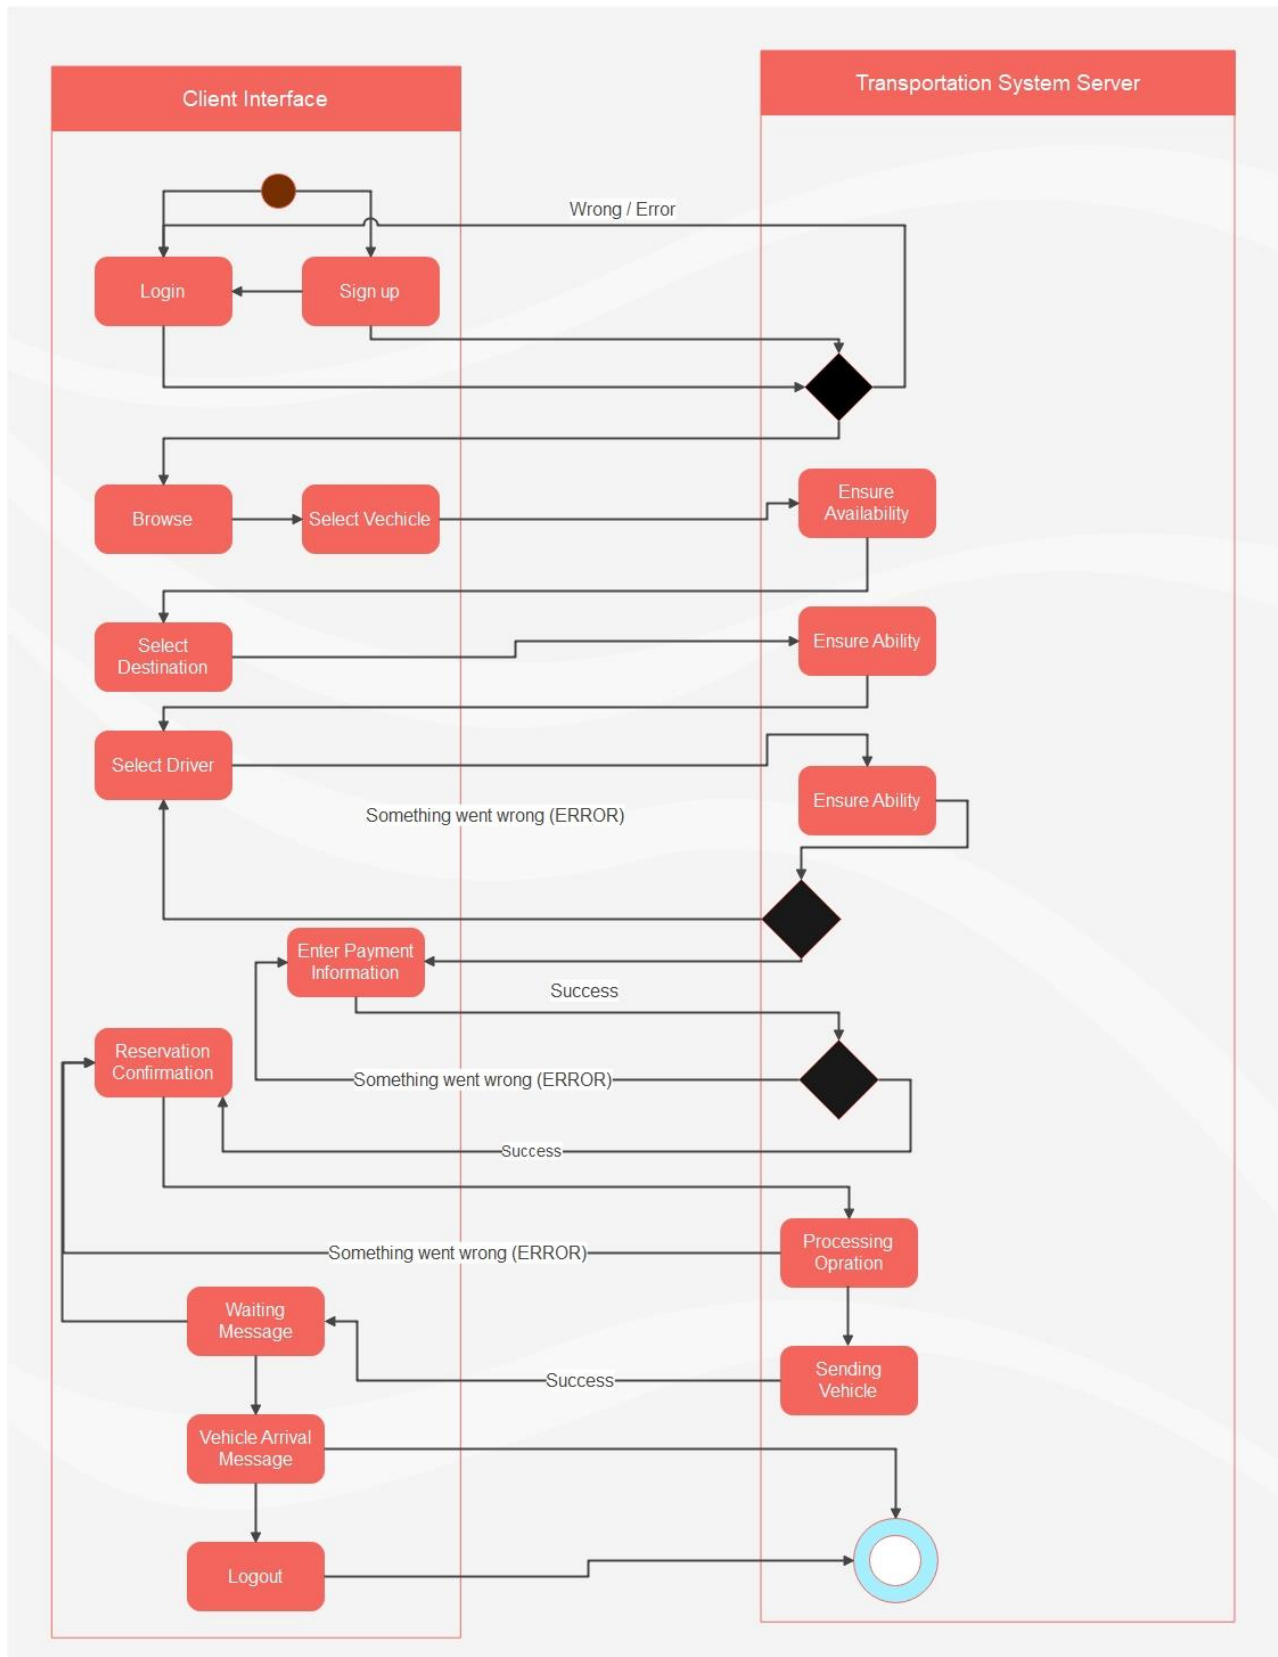 Client Interface
Transportation System Server
Wrong / Error
Login
Sign up
Browse
Select Vechicle
Ensure
Availability
Select
Destination
Ensure Ability
Select Driver
Ensure Ability
Something went wrong (ERROR)
Enter Payment
Information
Success
Reservation
Confirmation
Something went wrong (ERROR)
Success
Processing
Opration
Something went wrong (ERROR)
Waiting
Message
Sending
Vehicle
Success
Vehicle Arrival
Message
Logout